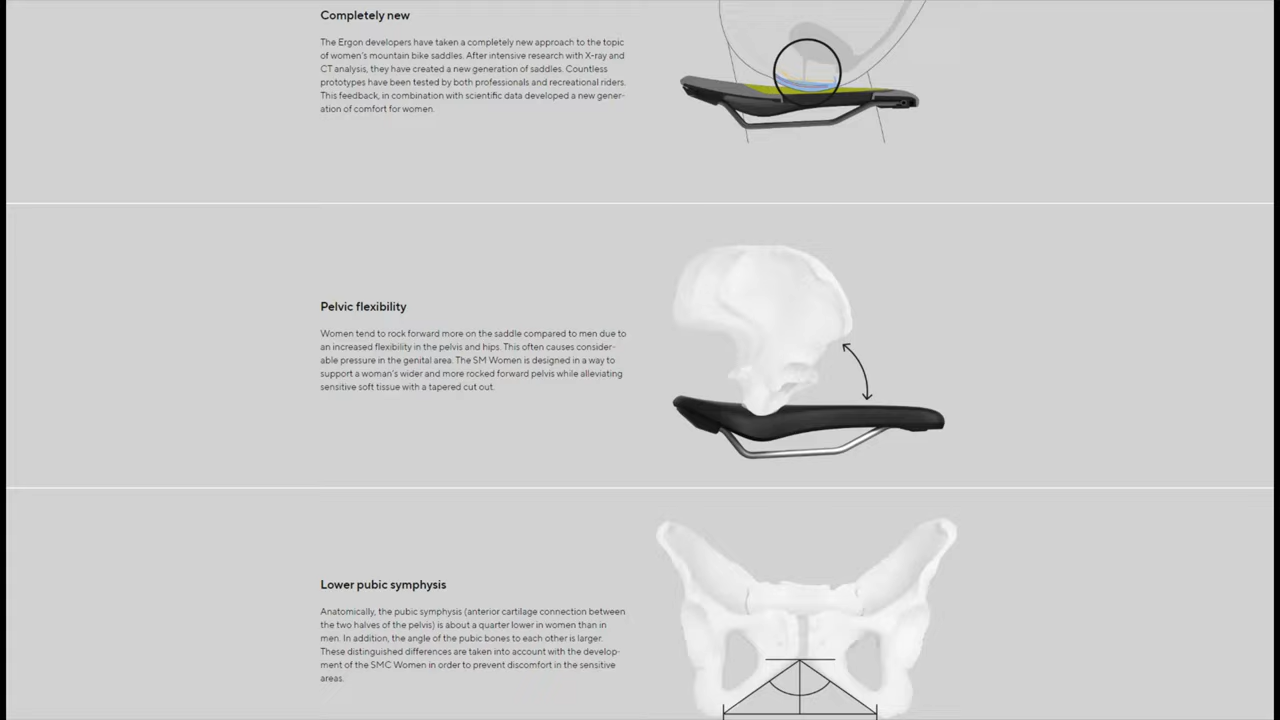 Completely new
The Ergon developers have taken a completely new approach to the topic
of women's mountain bike saddles. After intensive research with X-ray and
CT analysis, they have created a new generation of saddles. Countless
prototypes have been tested by both professionals and recreational riders.
This feedback, in combination with scientific data developed a new gener-
ation of comfort for women.
Pelvic flexibility
Women tend to rock forward more on the saddle compared to men due to
an increased flexibility in the pelvis and hips. This often causes consider-
able pressure in the genital area. The SM Women is designed in a way to
support a woman's wider and more rocked forward pelvis while alleviating
sensitive soft tissue with a tapered cut out.
Lower pubic symphysis
Anatomically, the pubic symphysis (anterior cartilage connection between
the two halves of the pelvis) is about a quarter lower in women than in
men. In addition, the angle of the pubic bones to each other is larger.
These distinguished differences are taken into account with the develop-
ment of the SMC Women in order to prevent discomfort in the sensitive
areas.